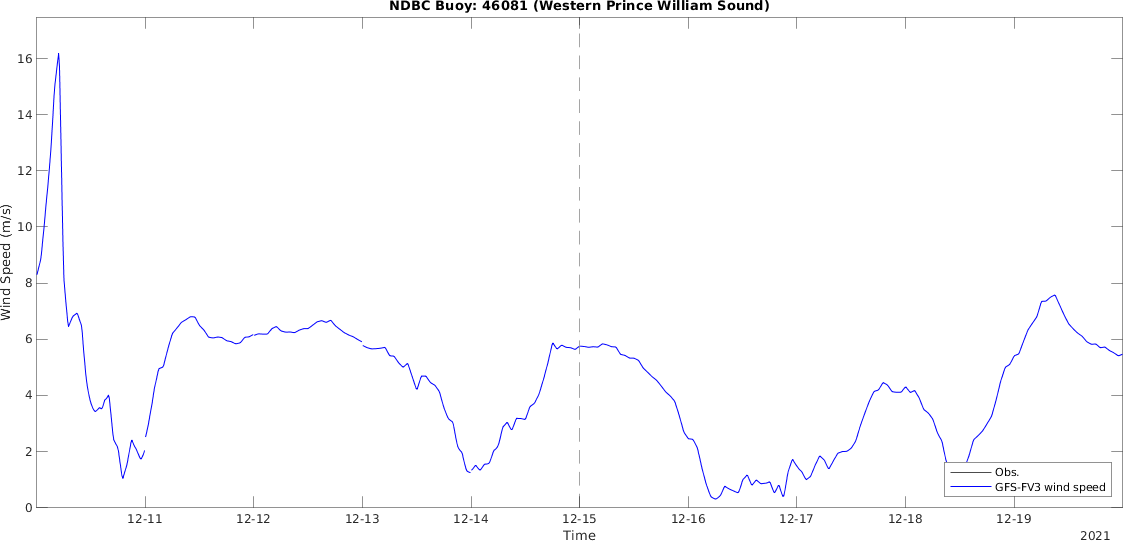 NDBC Buoy: 46081 (Western Prince William Sound)
16
14
12
10
8
6
4
2
0
Wind Speed (m/s)
12-11 12-12 12-13 12-14 12-15 12-16 12-17 12-18 12-19
Time
2021
Obs.
GFS-FV3 wind speed